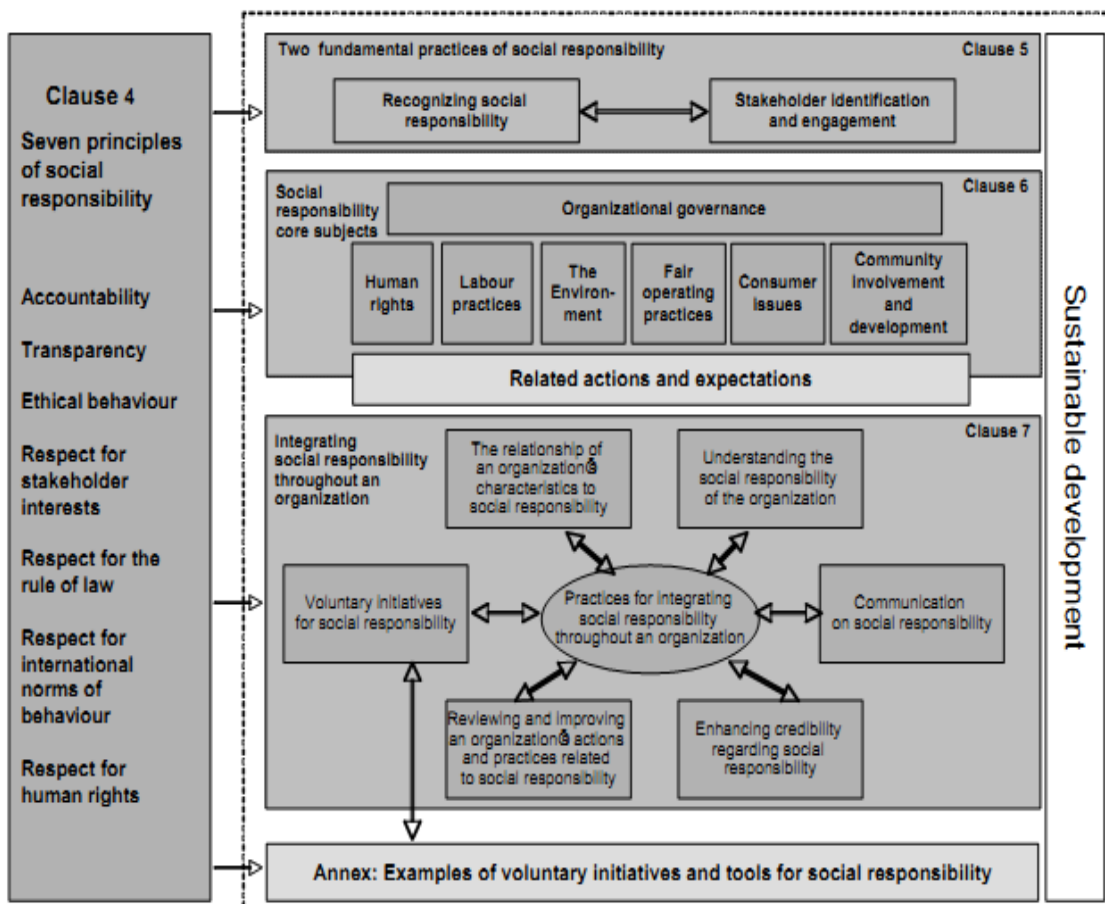 Clause 4
Seven principles
of social
responsibility
Accountability
Transparency
Ethical behaviour
Respect for
stakeholder
interests
Respect for the
rule of law
Respect for
international
norms of
behaviour
Respect for
human rights
Two fundamental practices of social responsibility
Clause 5
Recognizing social
responsibility
Stakeholder identification
and engagement
Social
responsibility
core subjects
Clause 6
Organizational governance
Human
rights
Labour
practices
The
Environ-
ment
Fair
operating
practices
Consumer
issues
Community
Involvement
and
development
Related actions and expectations
Integrating
social responsibility
throughout an
organization
Clause 7
The relationship of
an organizationg̃
characteristics to
social responsibility
Understanding the
social responsibility
of the organization
Voluntary initiatives
for social responsibility
Practices for integrating
social responsibility
throughout an organization
Communication
on social responsibility
Reviewing and improving
an organizationg̃ actions
and practices related
to social responsibility
Enhancing credibility
regarding social
responsibility
Annex: Examples of voluntary initiatives and tools for social responsibility
Sustainable development